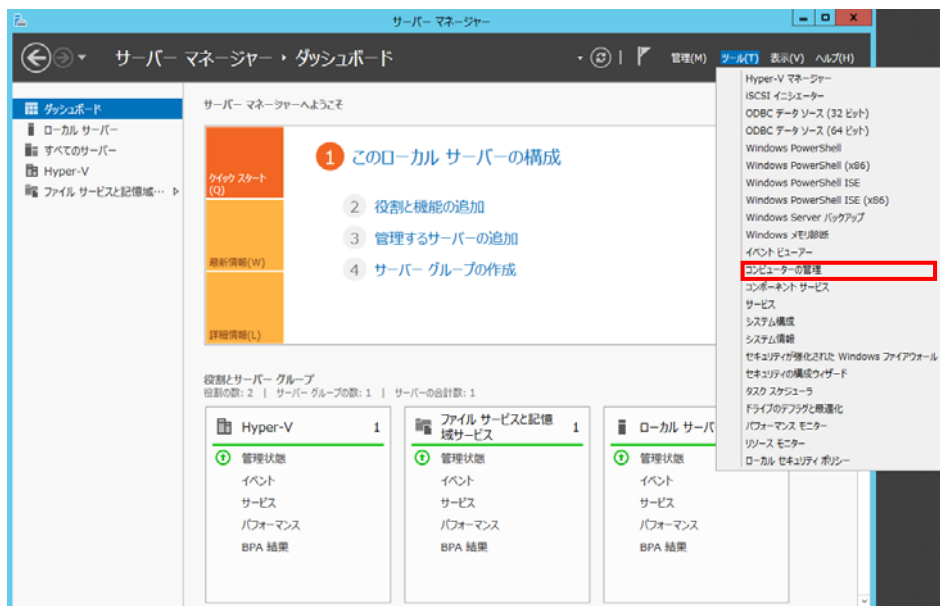 サーバー マネージャー
サーバー マネージャー ・ ダッシュボード
管理(M) ツール(T) 表示(V) ヘルプ(H)
ダッシュボード
ローカル サーバー
すべてのサーバー
Hyper-V
ファイル サービスと記憶域…
サーバー マネージャーへようこそ
クイック スタート
(Q)
最新情報(W)
詳細情報(L)
1 このローカル サーバーの構成
2 役割と機能の追加
3 管理するサーバーの追加
4 サーバー グループの作成
Hyper-V マネージャー
iSCSI イニシエーター
ODBC データ ソース (32 ビット)
ODBC データ ソース (64 ビット)
Windows PowerShell
Windows PowerShell (x86)
Windows PowerShell ISE
Windows PowerShell ISE (x86)
Windows Server バックアップ
Windows メモリ診断
イベント ビューアー
コンピューターの管理
コンポーネント サービス
サービス
システム構成
システム情報
セキュリティが強化された Windows ファイアウォール
セキュリティの構成ウィザード
タスク スケジューラ
ドライブのデフラグと最適化
パフォーマンス モニター
リソース モニター
ローカル セキュリティ ポリシー
役割とサーバー グループ
役割の数: 2 | サーバー グループの数: 1 | サーバーの合計数: 1
Hyper-V 1
管理状態
イベント
サービス
パフォーマンス
BPA 結果
ファイル サービスと記憶
域サービス 1
管理状態
イベント
サービス
パフォーマンス
BPA 結果
ローカル サーバ
管理状態
イベント
サービス
パフォーマンス
BPA 結果